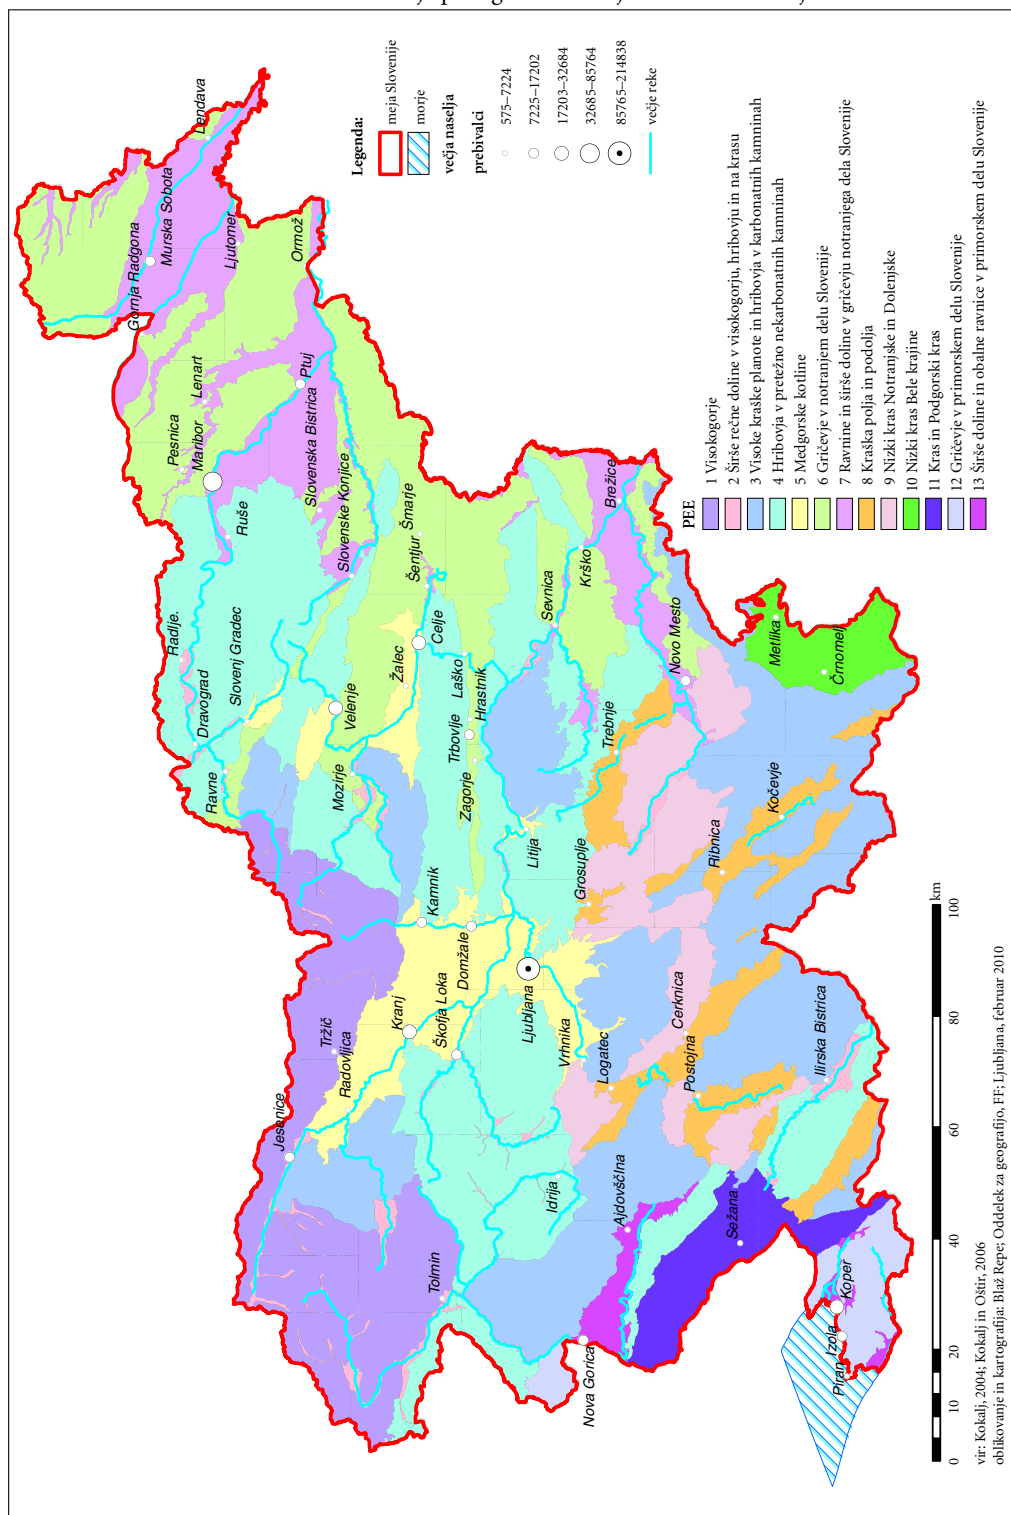 Gornja Radgona
Murska Sobota
Lendava
Ljutomer
Ormož
Pesnica
Maribor
Lenart
Ptuj
Ruše
Slovenska Bistrica
Slovenske Konjice
Radlje.
Dravograd
Slovenj Gradec
Ravne
Velenje
Mozirje
Žalec
Celje
Šentjur
Šmarje
Laško
Hrastnik
Trbovlje
Zagorje
Sevnica
Krško
Brežice
Novo Mesto
Trebnje
Metlika
Črnomelj
Kočevje
Ribnica
Grosuplje
Litija
Kamnik
Domžale
Ljubljana
Kranj
Škofja Loka
Tržič
Radovljica
Jesenice
Vrhnika
Logatec
Cerknica
Postojna
Ilirska Bistrica
Idrija
Tolmin
Ajdovščina
Nova Gorica
Sežana
Koper
Izola
Piran
Legenda:
meja Slovenije
morje
večja naselja
prebivalci
575–7224
7225–17202
17203–32684
32685–85764
85765–214838
večje reke
PEE
1 Visokogorje
2 Širše rečne doline v visokogorju, hribovju in na krasu
3 Visoke kraške planote in hribovja v karbonatnih kamninah
4 Hribovja v pretežno nekarbonatnih kamninah
5 Medgorske kotline
6 Gričevje v notranjem delu Slovenije
7 Ravnine in širše doline v gričevju notranjega dela Slovenije
8 Kraška polja in podolja
9 Nizki kras Notranjske in Dolenjske
10 Nizki kras Bele krajine
11 Kras in Podgorski kras
12 Gričevje v primorskem delu Slovenije
13 Širše doline in obalne ravnice v primorskem delu Slovenije
0 10 20 40 60 80 100
km
vir: Kokalj, 2004; Kokalj in Oštir, 2006
oblikovanje in kartografija: Blaž Repe; Oddelek za geografijo, FF; Ljubljana, februar 2010